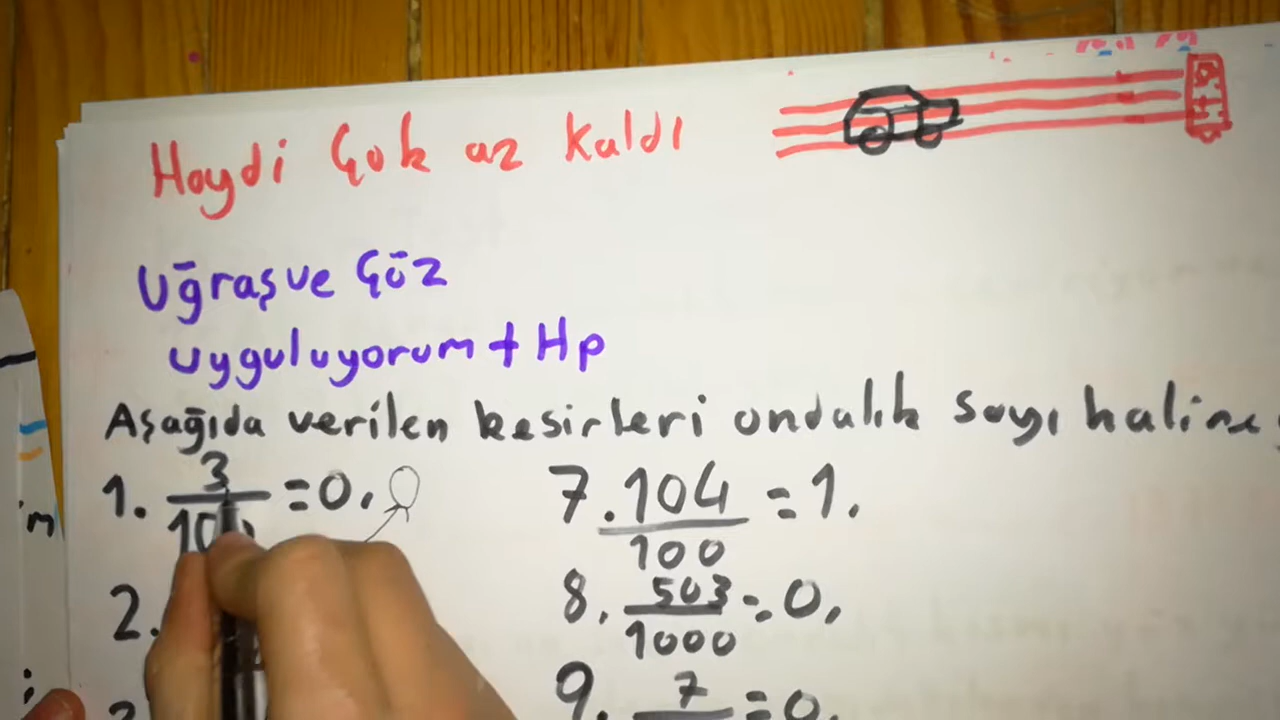 Haydi Çok az Kaldı
Uğraş ve Çöz
uyguluyorum + Hp
Aşağıda verilen kesirleri ondalık sayı haline
1. 3/100 = 0,
2.
7. 104/100 = 1.
8. 503/1000 = 0,
9. 7 = 0,